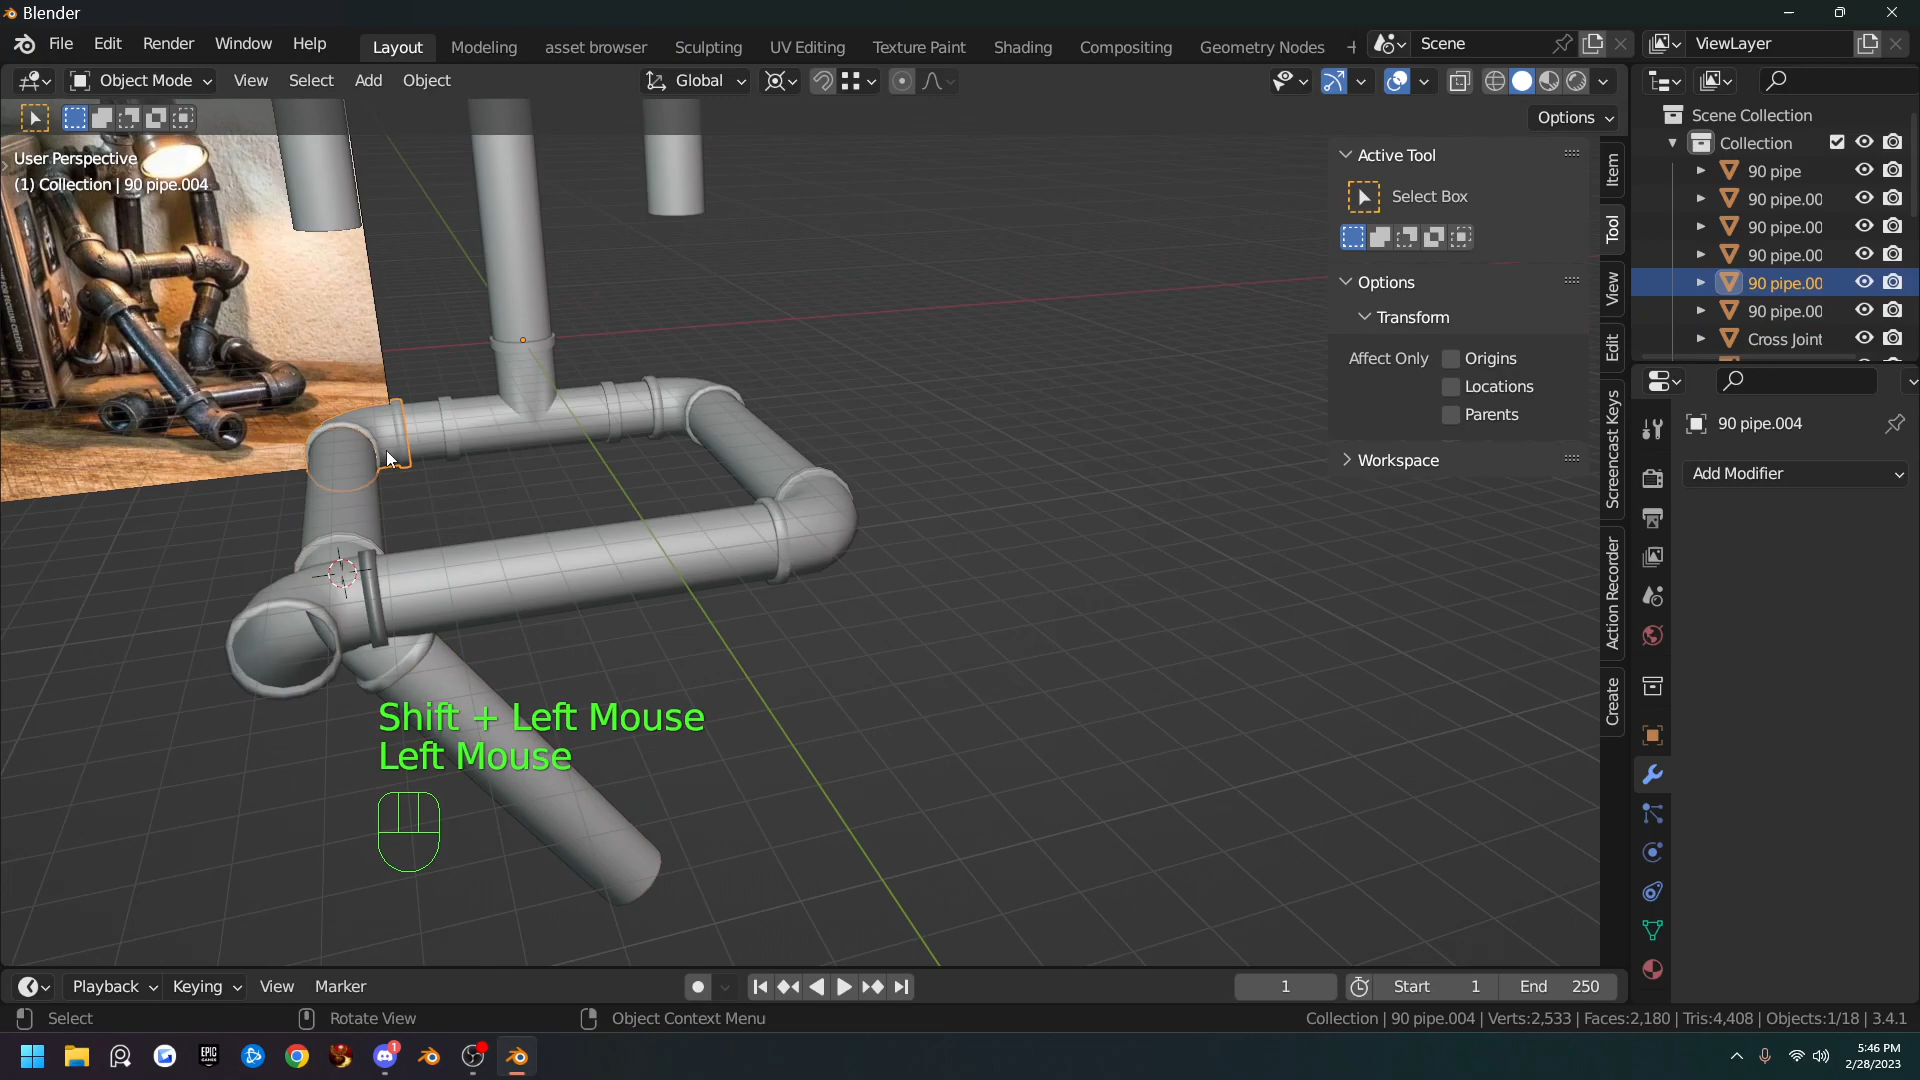 Blender
File Edit Render Window Help
Layout Modeling asset browser Sculpting UV Editing Texture Paint Shading Compositing Geometry Nodes
Scene
ViewLayer
Object Mode View Select Add Object
Global
Options
User Perspective
(1) Collection | 90 pipe.004
Active Tool
Select Box
Options
Transform
Affect Only Origins
Locations
Parents
Workspace
Item
Tool
View
Edit
Screencast Keys
Action Recorder
Create
Scene Collection
Collection
90 pipe
90 pipe.00
90 pipe.00
90 pipe.00
90 pipe.00
90 pipe.00
Cross Joint
90 pipe.004
Add Modifier
Shift + Left Mouse
Left Mouse
Playback Keying View Marker
1
Start 1
End 250
Select
Rotate View
Object Context Menu
Collection | 90 pipe.004 | Verts:2,533 | Faces:2,180 | Tris:4,408 | Objects:1/18 | 3.4.1
EPIC
GAMES
1
5:46 PM
2/28/2023